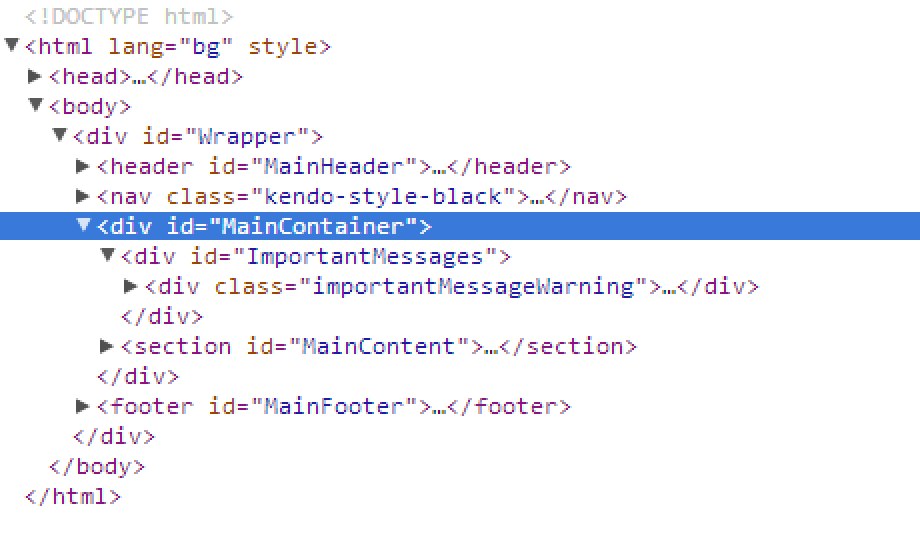 <!DOCTYPE html>
<html lang="bg" style>
<head>…</head>
<body>
<div id="Wrapper">
<header id="MainHeader">…</header>
<nav class="kendo-style-black">…</nav>
<div id="MainContainer">
<div id="ImportantMessages">
<div class="importantMessageWarning">…</div>
</div>
<section id="MainContent">…</section>
</div>
<footer id="MainFooter">…</footer>
</div>
</body>
</html>